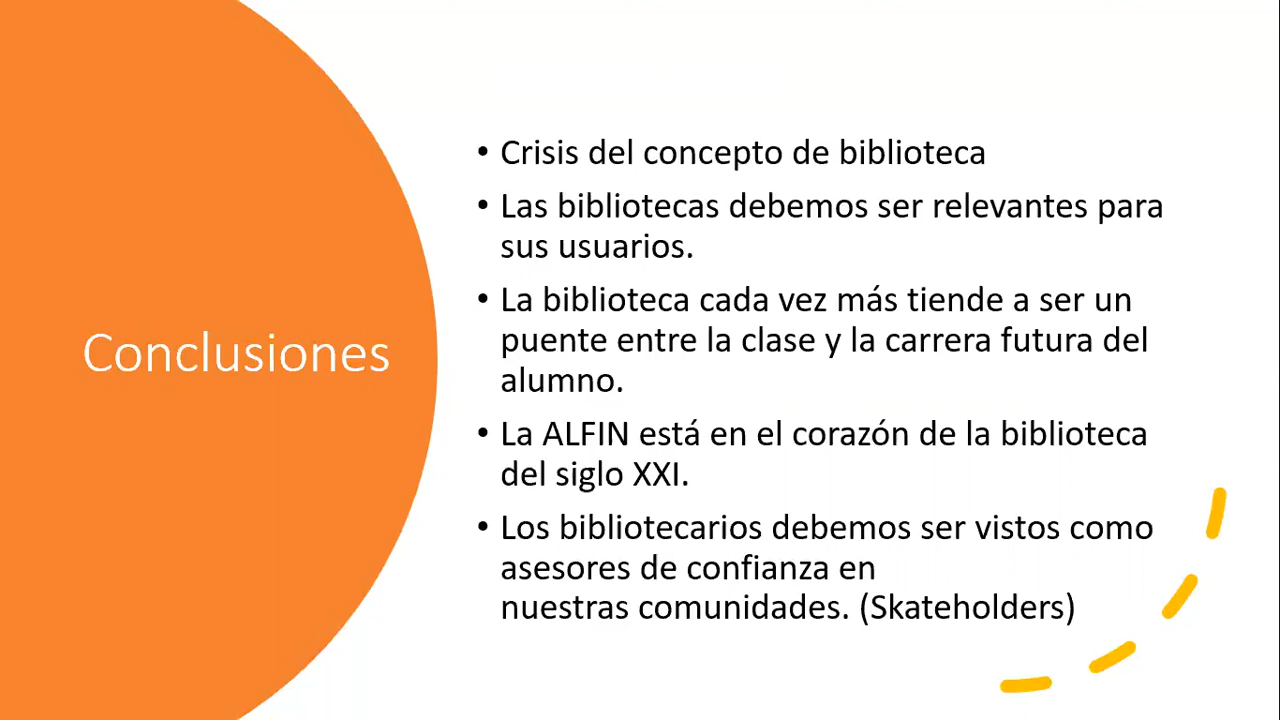 Conclusiones
• Crisis del concepto de biblioteca
• Las bibliotecas debemos ser relevantes para
sus usuarios.
• La biblioteca cada vez más tiende a ser un
puente entre la clase y la carrera futura del
alumno.
• La ALFIN está en el corazón de la biblioteca
del siglo XXI.
• Los bibliotecarios debemos ser vistos como
asesores de confianza en
nuestras comunidades. (Skateholders)